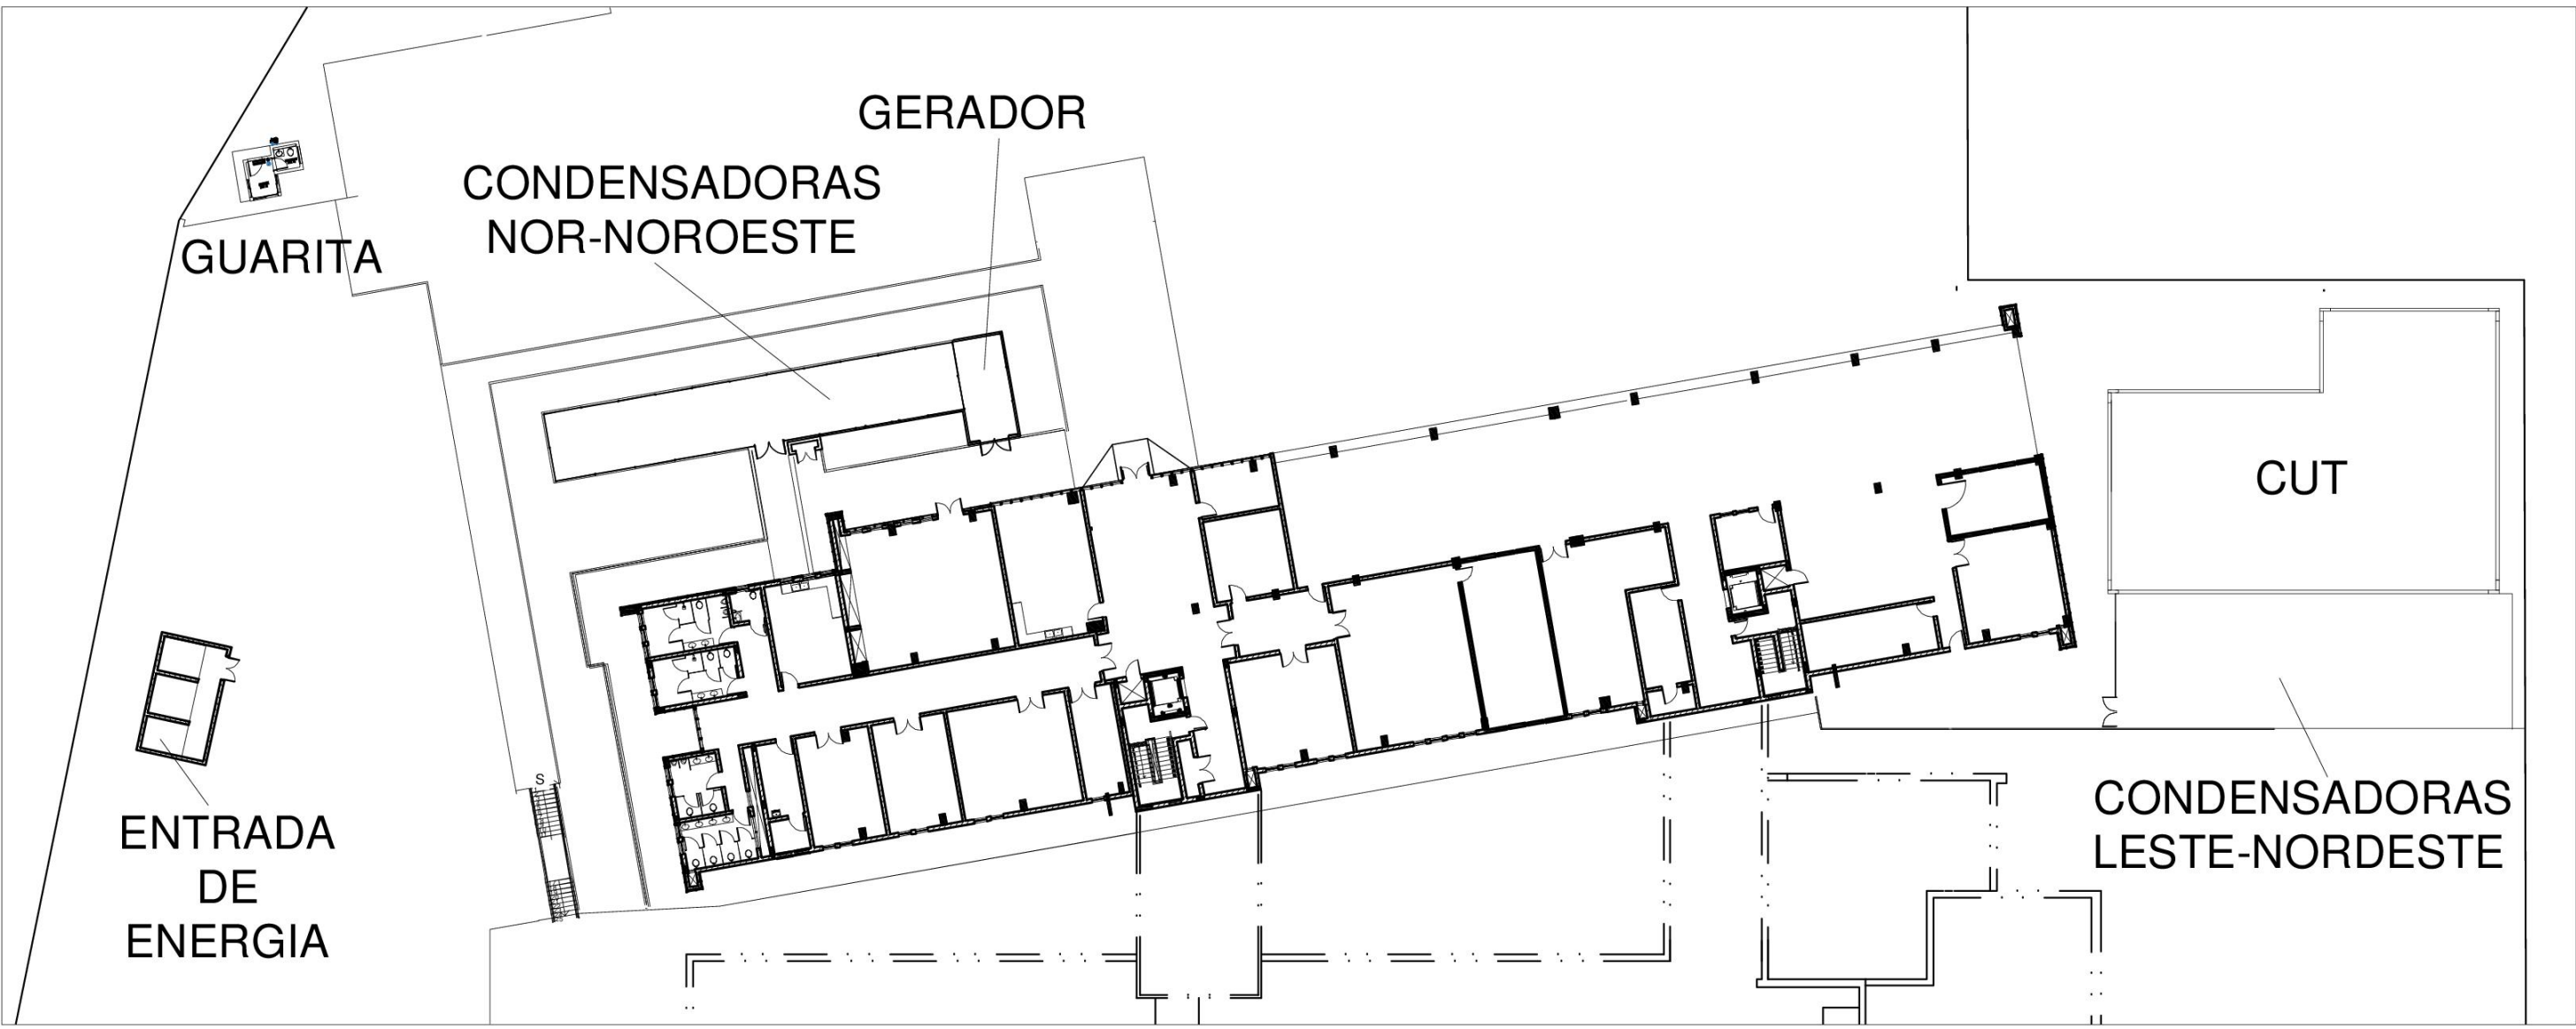 GERADOR
CONDENSADORAS
NOR-NOROESTE
GUARITA
CUT
S
ENTRADA
DE
ENERGIA
CONDENSADORAS
LESTE-NORDESTE